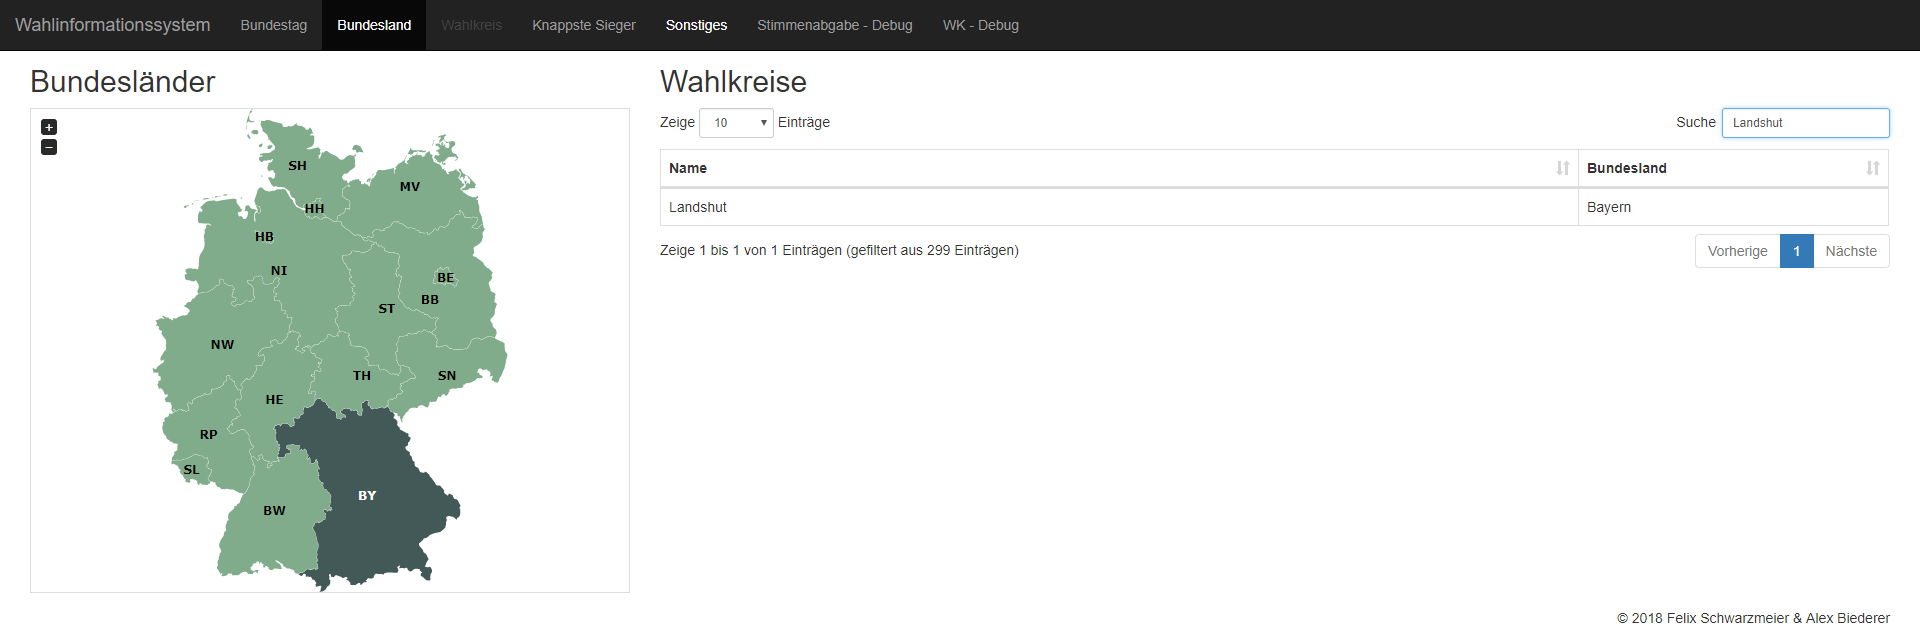 Wahlinformationssystem Bundestag Bundesland Wahlkreis Knappste Sieger Sonstiges Stimmenabgabe - Debug WK - Debug
Bundesländer
+
−
SH
MV
HH
HB
NI
BE
BB
ST
NW
TH
SN
HE
RP
SL
BY
BW
Wahlkreise
Zeige 10 Einträge
Suche Landshut
Name Bundesland
Landshut Bayern
Zeige 1 bis 1 von 1 Einträgen (gefiltert aus 299 Einträgen)
Vorherige 1 Nächste
© 2018 Felix Schwarzmeier & Alex Biederer